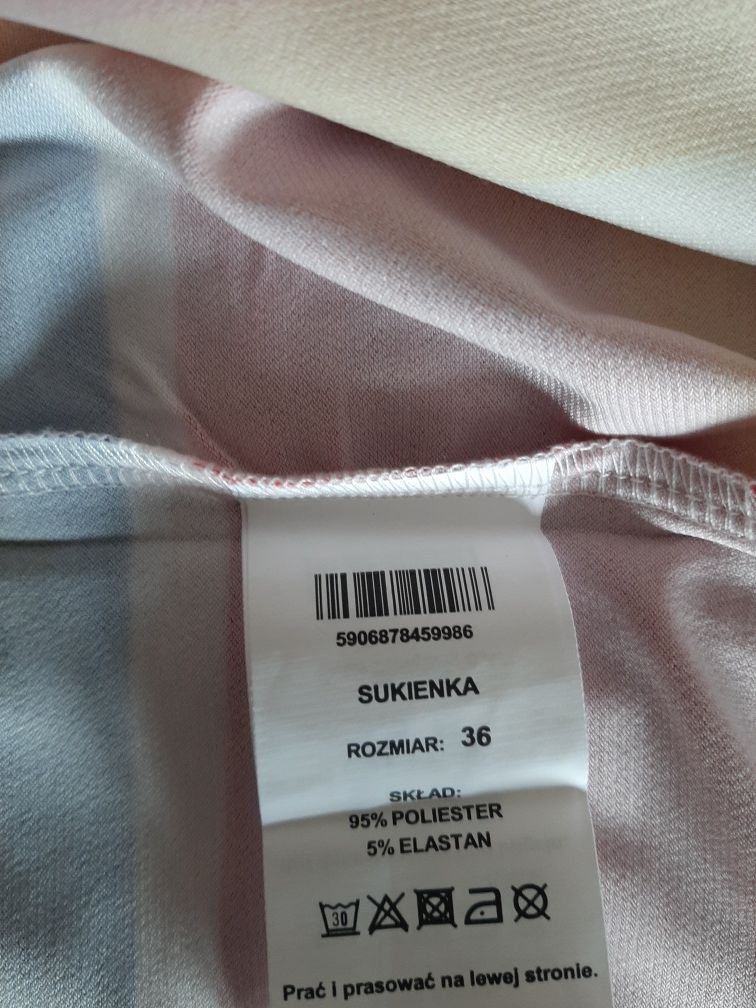 5906878459986
SUKIENKA
ROZMIAR: 36
SKŁAD:
95% POLIESTER
5% ELASTAN
30
Prać i prasować na lewej stronie.